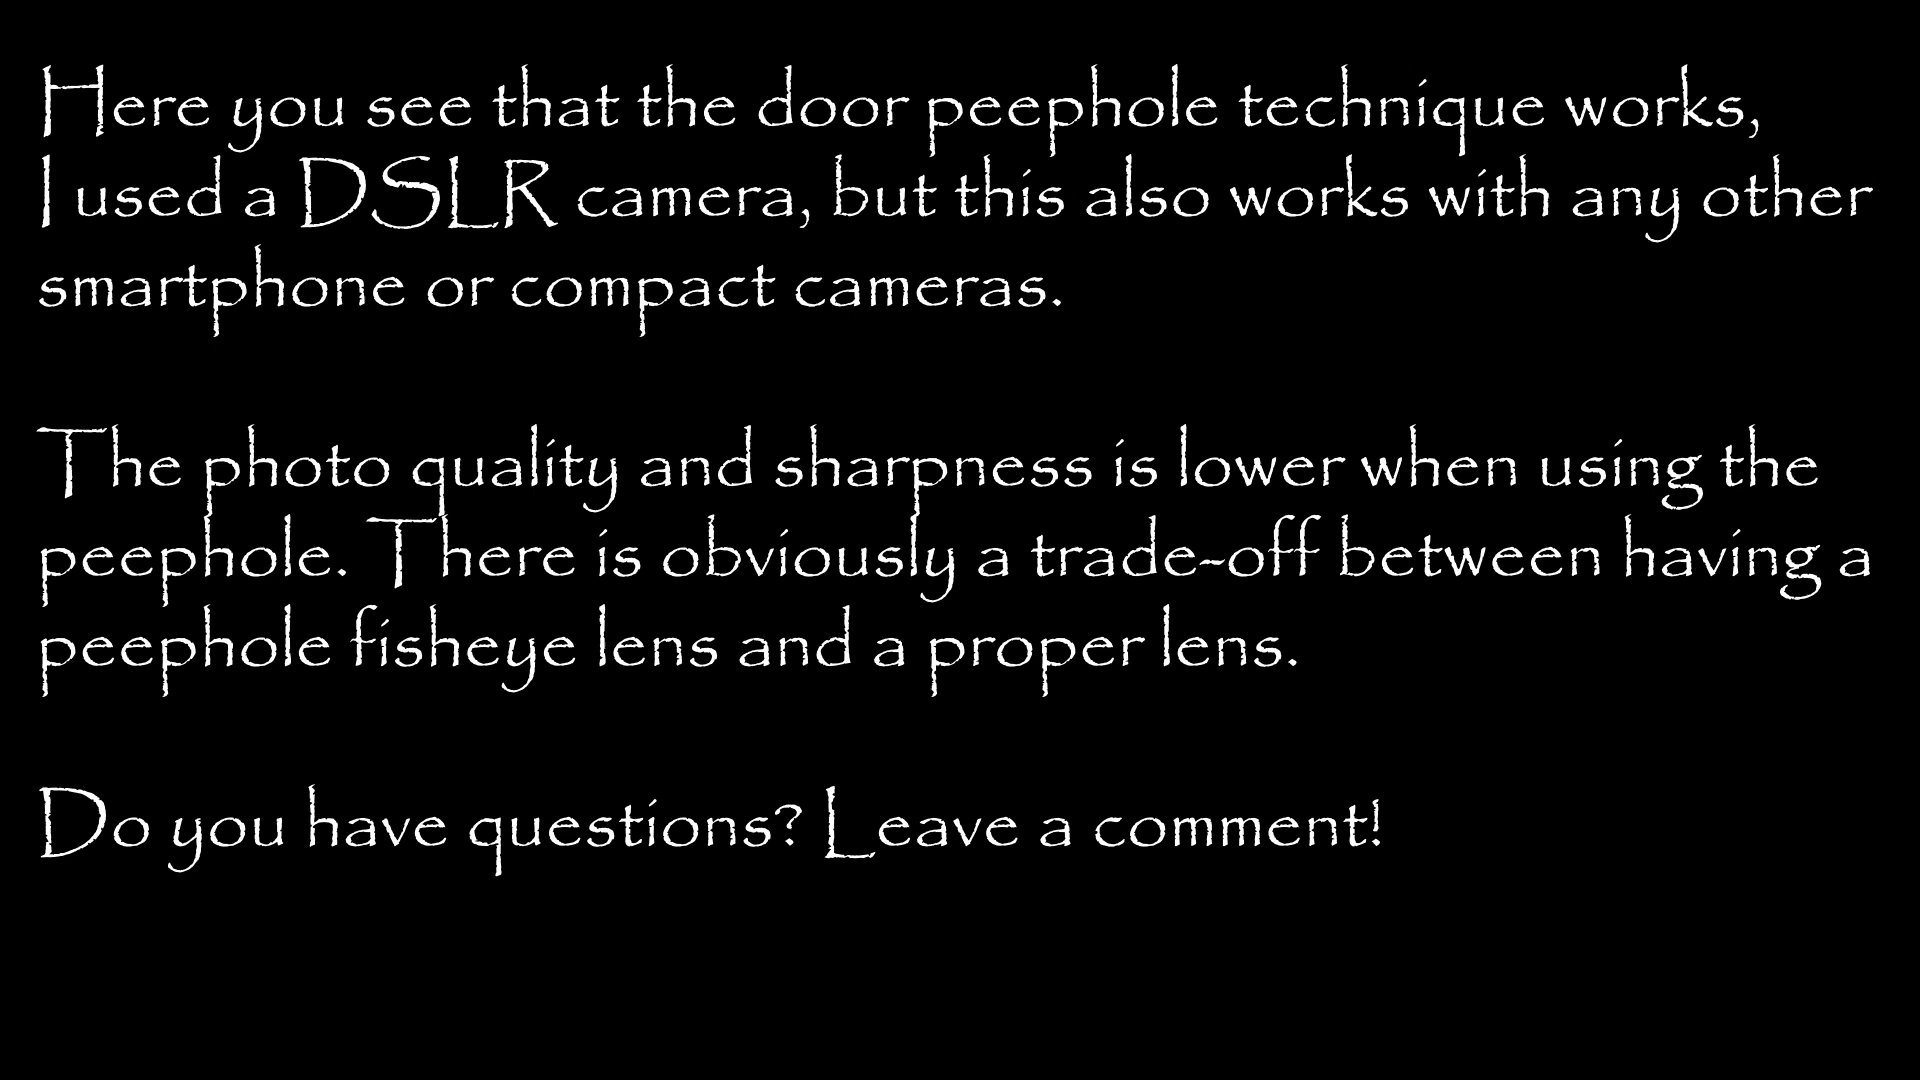 Here you see that the door peephole technique works,
I used a DSLR camera, but this also works with any other
smartphone or compact cameras.
The photo quality and sharpness is lower when using the
peephole. There is obviously a trade-off between having a
peephole fisheye lens and a proper lens.
Do you have questions? Leave a comment!